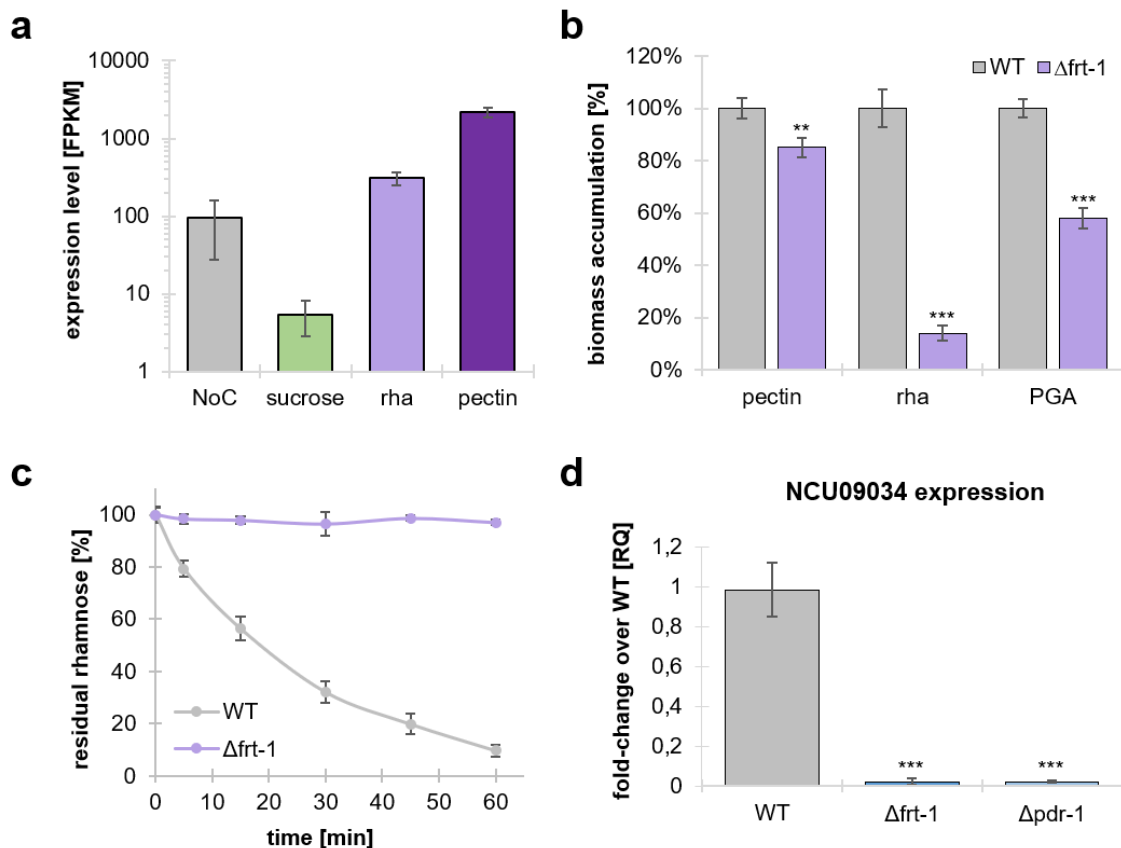 a
expression level [FPKM]
10000
1000
100
10
1
NoC sucrose rha pectin
b
biomass accumulation [%]
120%
100%
80%
60%
40%
20%
0%
WT Δfrt-1
**
***
***
pectin rha PGA
c
residual rhamnose [%]
100
80
60
40
20
0
WT
Δfrt-1
0 10 20 30 40 50 60
time [min]
d
NCU09034 expression
fold-change over WT [RQ]
1,2
1
0,8
0,6
0,4
0,2
0
*** ***
WT Δfrt-1 Δpdr-1